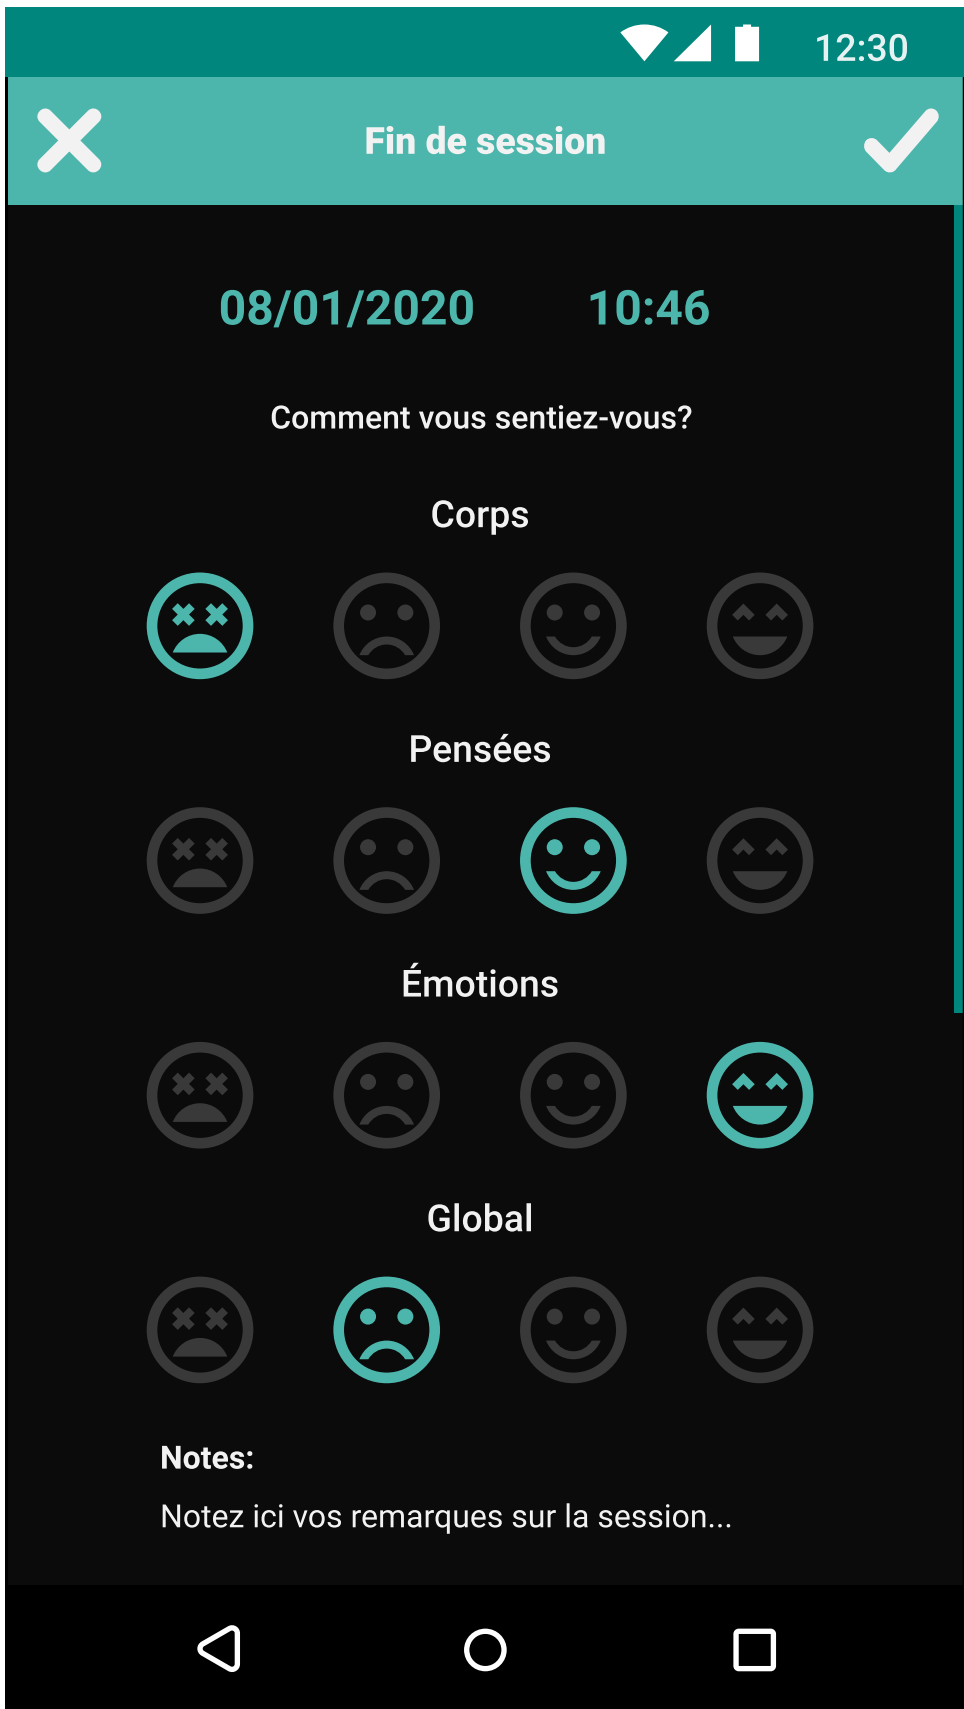 12:30
Fin de session
08/01/2020 10:46
Comment vous sentiez-vous?
Corps
Pensées
Émotions
Global
Notes:
Notez ici vos remarques sur la session...